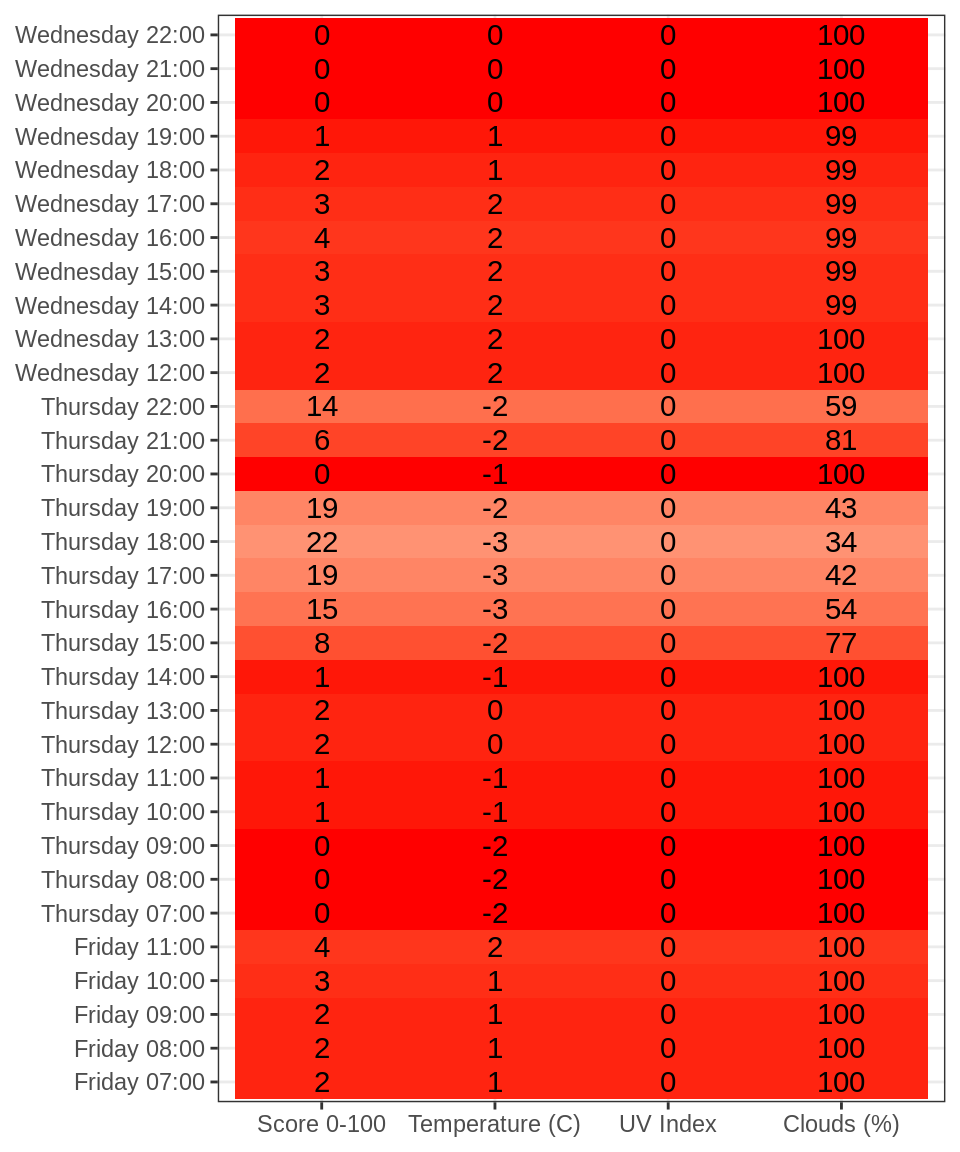 Wednesday 22:00 0 0 0 100
Wednesday 21:00 0 0 0 100
Wednesday 20:00 0 0 0 100
Wednesday 19:00 1 1 0 99
Wednesday 18:00 2 1 0 99
Wednesday 17:00 3 2 0 99
Wednesday 16:00 4 2 0 99
Wednesday 15:00 3 2 0 99
Wednesday 14:00 3 2 0 99
Wednesday 13:00 2 2 0 100
Wednesday 12:00 2 2 0 100
Thursday 22:00 14 -2 0 59
Thursday 21:00 6 -2 0 81
Thursday 20:00 0 -1 0 100
Thursday 19:00 19 -2 0 43
Thursday 18:00 22 -3 0 34
Thursday 17:00 19 -3 0 42
Thursday 16:00 15 -3 0 54
Thursday 15:00 8 -2 0 77
Thursday 14:00 1 -1 0 100
Thursday 13:00 2 0 0 100
Thursday 12:00 2 0 0 100
Thursday 11:00 1 -1 0 100
Thursday 10:00 1 -1 0 100
Thursday 09:00 0 -2 0 100
Thursday 08:00 0 -2 0 100
Thursday 07:00 0 -2 0 100
Friday 11:00 4 2 0 100
Friday 10:00 3 1 0 100
Friday 09:00 2 1 0 100
Friday 08:00 2 1 0 100
Friday 07:00 2 1 0 100
Score 0-100 Temperature (C) UV Index Clouds (%)